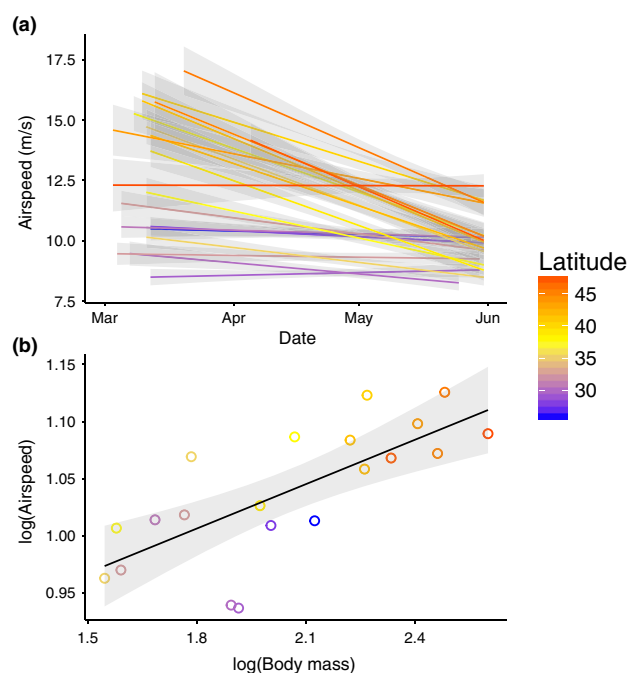 (a)
17.5
15.0
12.5
10.0
7.5
Airspeed (m/s)
Mar
Apr
May
Jun
Date
Latitude
45
40
35
30
(b)
1.15
1.10
1.05
1.00
0.95
log(Airspeed)
1.5
1.8
2.1
2.4
log(Body mass)